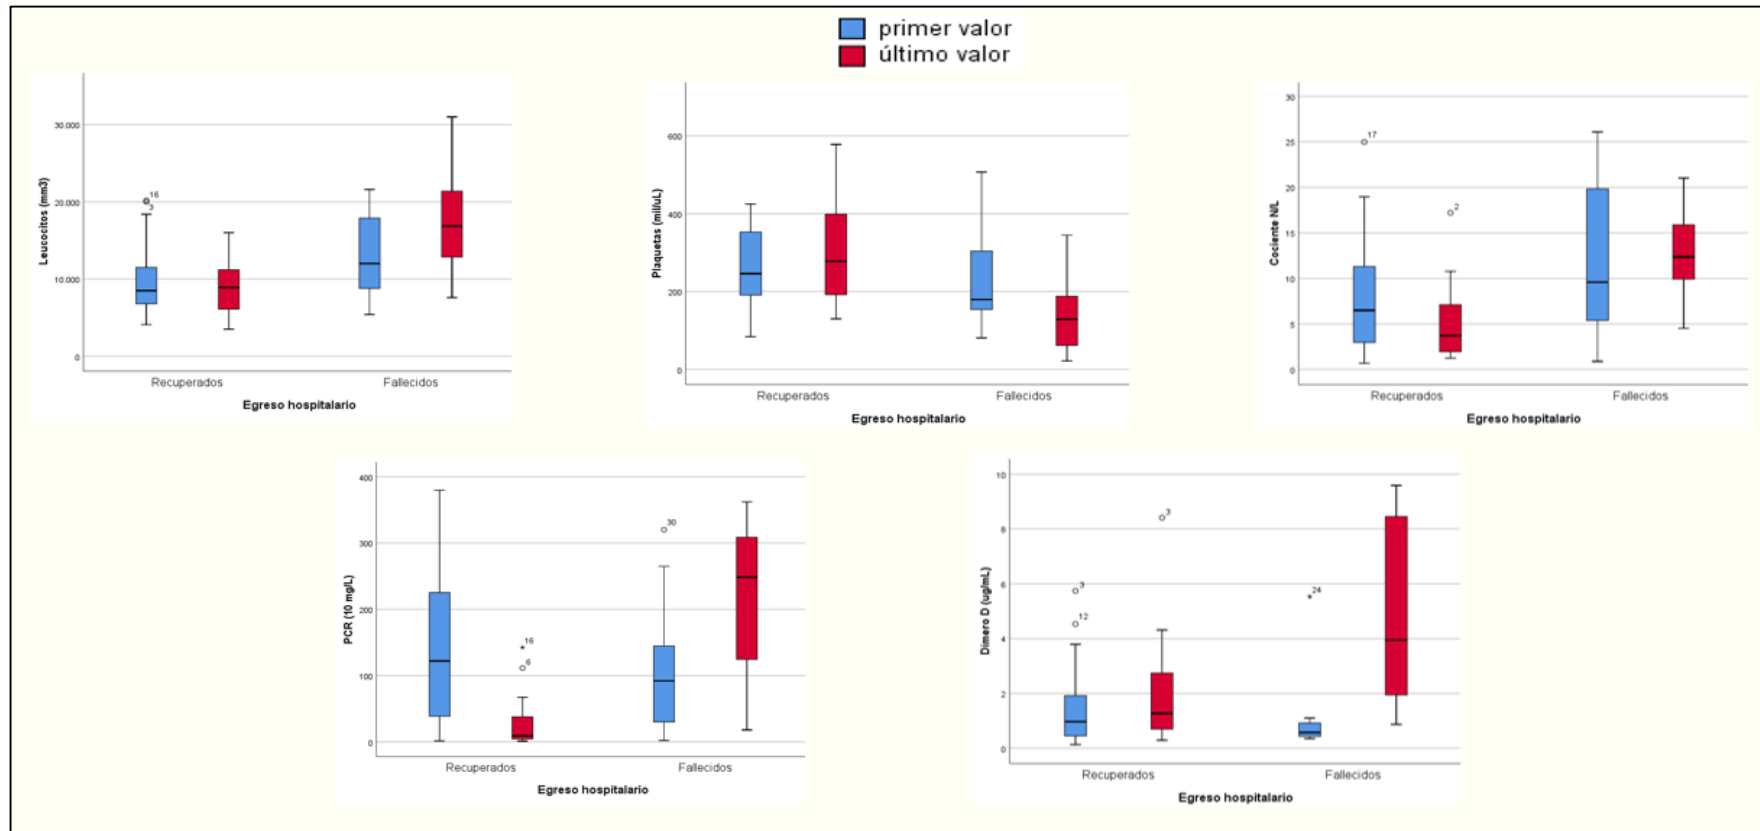 primer valor
último valor
Leucocitos (mm3)
30.000
20.000
10.000
0
16
3
Recuperados
Fallecidos
Egreso hospitalario
Plaquetas (mil/uL)
600
400
200
0
Recuperados
Fallecidos
Egreso hospitalario
Cociente N/L
30
25
20
15
10
5
0
17
2
Recuperados
Fallecidos
Egreso hospitalario
PCR (10 mg/L)
400
300
200
100
0
16
6
30
Recuperados
Fallecidos
Egreso hospitalario
Dímero D (ug/mL)
10
8
6
4
2
0
3
12
3
24
Recuperados
Fallecidos
Egreso hospitalario